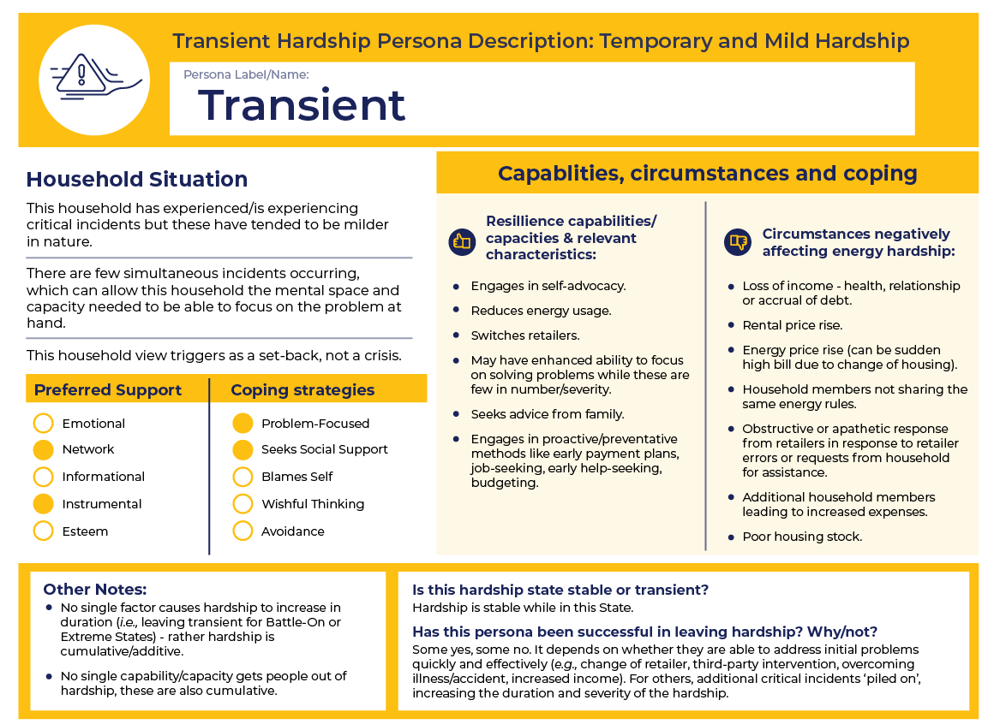 Transient Hardship Persona Description: Temporary and Mild Hardship
Persona Label/Name:
Transient
Household Situation
This household has experienced/is experiencing
critical incidents but these have tended to be milder
in nature.
There are few simultaneous incidents occurring,
which can allow this household the mental space and
capacity needed to be able to focus on the problem at
hand.
This household view triggers as a set-back, not a crisis.
Preferred Support
Emotional
Network
Informational
Instrumental
Esteem
Coping strategies
Problem-Focused
Seeks Social Support
Blames Self
Wishful Thinking
Avoidance
Capablities, circumstances and coping
Resillience capabilities/
capacities & relevant
characteristics:
• Engages in self-advocacy.
• Reduces energy usage.
• Switches retailers.
• May have enhanced ability to focus
on solving problems while these are
few in number/severity.
• Seeks advice from family.
• Engages in proactive/preventative
methods like early payment plans,
job-seeking, early help-seeking,
budgeting.
Circumstances negatively
affecting energy hardship:
• Loss of income - health, relationship
or accrual of debt.
• Rental price rise.
• Energy price rise (can be sudden
high bill due to change of housing).
• Household members not sharing the
same energy rules.
• Obstructive or apathetic response
from retailers in response to retailer
errors or requests from household
for assistance.
• Additional household members
leading to increased expenses.
• Poor housing stock.
Other Notes:
• No single factor causes hardship to increase in
duration (i.e., leaving transient for Battle-On or
Extreme States) - rather hardship is
cumulative/additive.
• No single capability/capacity gets people out of
hardship, these are also cumulative.
Is this hardship state stable or transient?
Hardship is stable while in this State.
Has this persona been successful in leaving hardship? Why/not?
Some yes, some no. It depends on whether they are able to address initial problems
quickly and effectively (e.g., change of retailer, third-party intervention, overcoming
illness/accident, increased income). For others, additional critical incidents ‘piled on’,
increasing the duration and severity of the hardship.